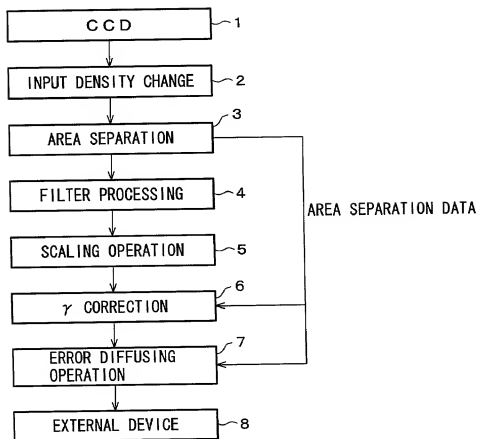 CCD 1
INPUT DENSITY CHANGE 2
AREA SEPARATION 3
FILTER PROCESSING 4
AREA SEPARATION DATA
SCALING OPERATION 5
γ CORRECTION 6
ERROR DIFFUSING 7
OPERATION
EXTERNAL DEVICE 8